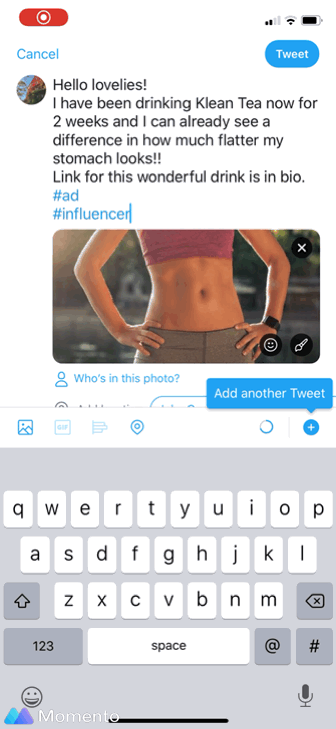 Cancel
Tweet
Hello lovelies!
I have been drinking Klean Tea now for
2 weeks and I can already see a
difference in how much flatter my
stomach looks!!
Link for this wonderful drink is in bio.
#ad
#influencer
Who's in this photo?
Add another Tweet
GIF
q w e r t y u i o p
a s d f g h j k l
z x c v b n m
123 space @ #
Momento